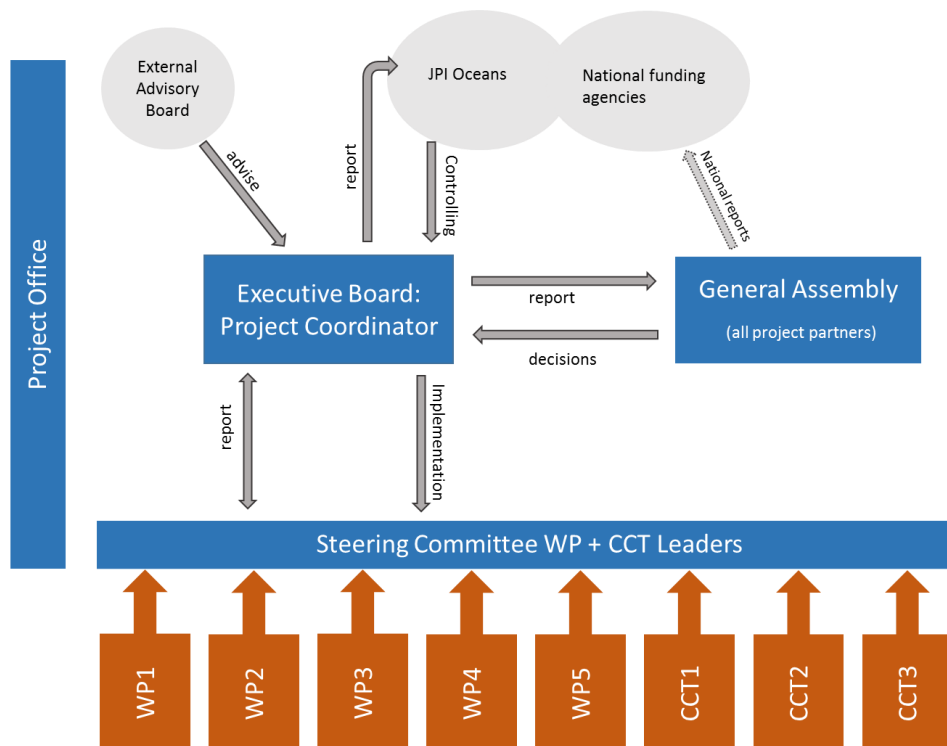 External
Advisory
Board
JPI Oceans
National funding
agencies
advise
report
Controlling
National reports
Project Office
Executive Board:
Project Coordinator
report
decisions
General Assembly
(all project partners)
report
Implementation
Steering Committee WP + CCT Leaders
WP1
WP2
WP3
WP4
WP5
CCT1
CCT2
CCT3